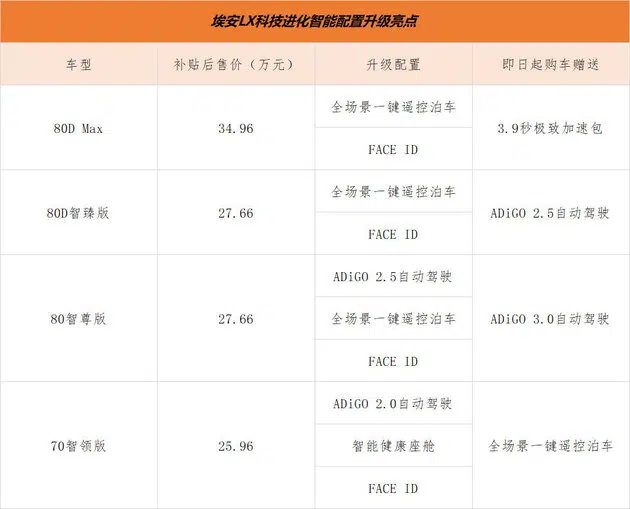 埃安LX科技进化智能配置升级亮点
车型 补贴后售价（万元） 升级配置 即日起购车赠送
80D Max 34.96 全场景一键遥控泊车 3.9秒极致加速包
FACE ID
80D智臻版 27.66 全场景一键遥控泊车 ADiGO 2.5自动驾驶
FACE ID
80智尊版 27.66 ADiGO 2.5自动驾驶 ADiGO 3.0自动驾驶
全场景一键遥控泊车
FACE ID
70智领版 25.96 ADiGO 2.0自动驾驶 全场景一键遥控泊车
智能健康座舱
FACE ID